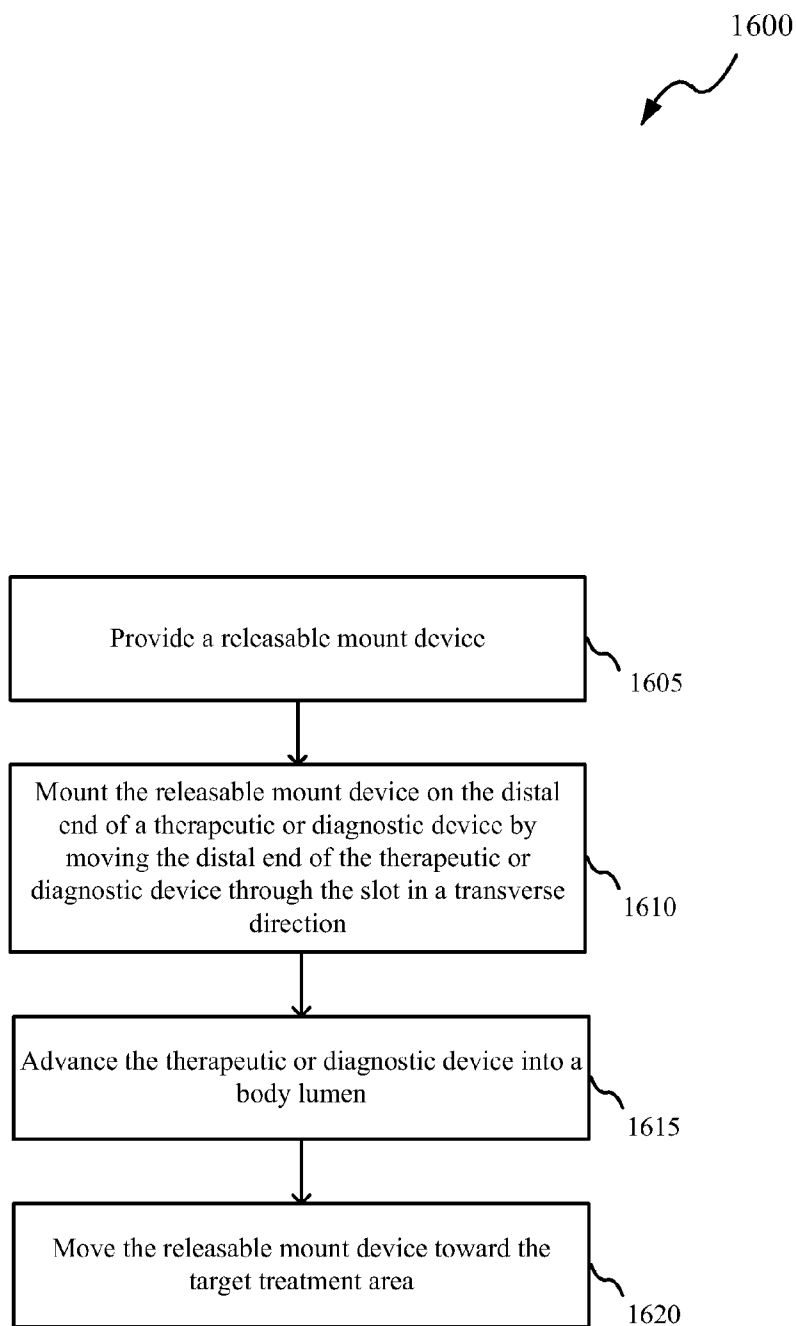 1600
Provide a releasable mount device
1605
Mount the releasable mount device on the distal
end of a therapeutic or diagnostic device by
moving the distal end of the therapeutic or
diagnostic device through the slot in a transverse
direction
1610
Advance the therapeutic or diagnostic device into a
body lumen
1615
Move the releasable mount device toward the
target treatment area
1620